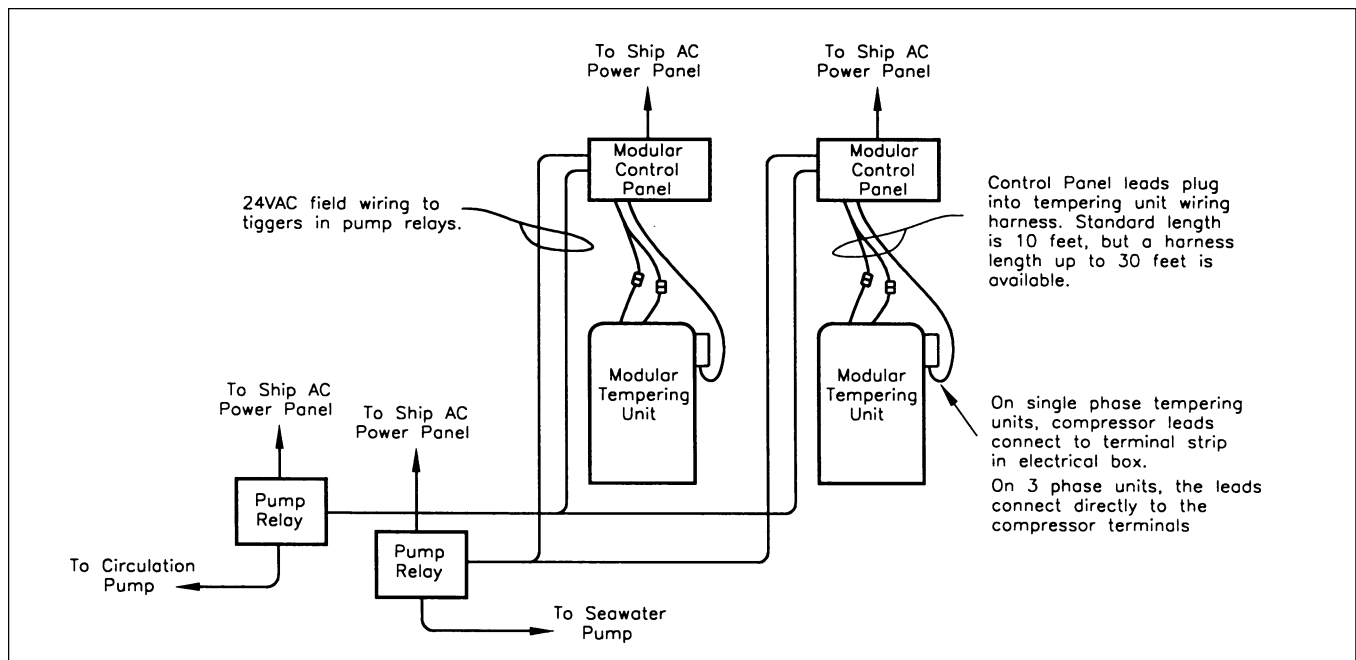 To Ship AC
Power Panel
To Ship AC
Power Panel
Modular
Control
Panel
Modular
Control
Panel
24VAC field wiring to
tiggers in pump relays.
Control Panel leads plug
into tempering unit wiring
harness. Standard length
is 10 feet, but a harness
length up to 30 feet is
available.
Modular
Tempering
Unit
Modular
Tempering
Unit
To Ship AC
Power Panel
To Ship AC
Power Panel
On single phase tempering
units, compressor leads
connect to terminal strip
in electrical box.
On 3 phase units, the leads
connect directly to the
compressor terminals
Pump
Relay
Pump
Relay
To Circulation
Pump
To Seawater
Pump